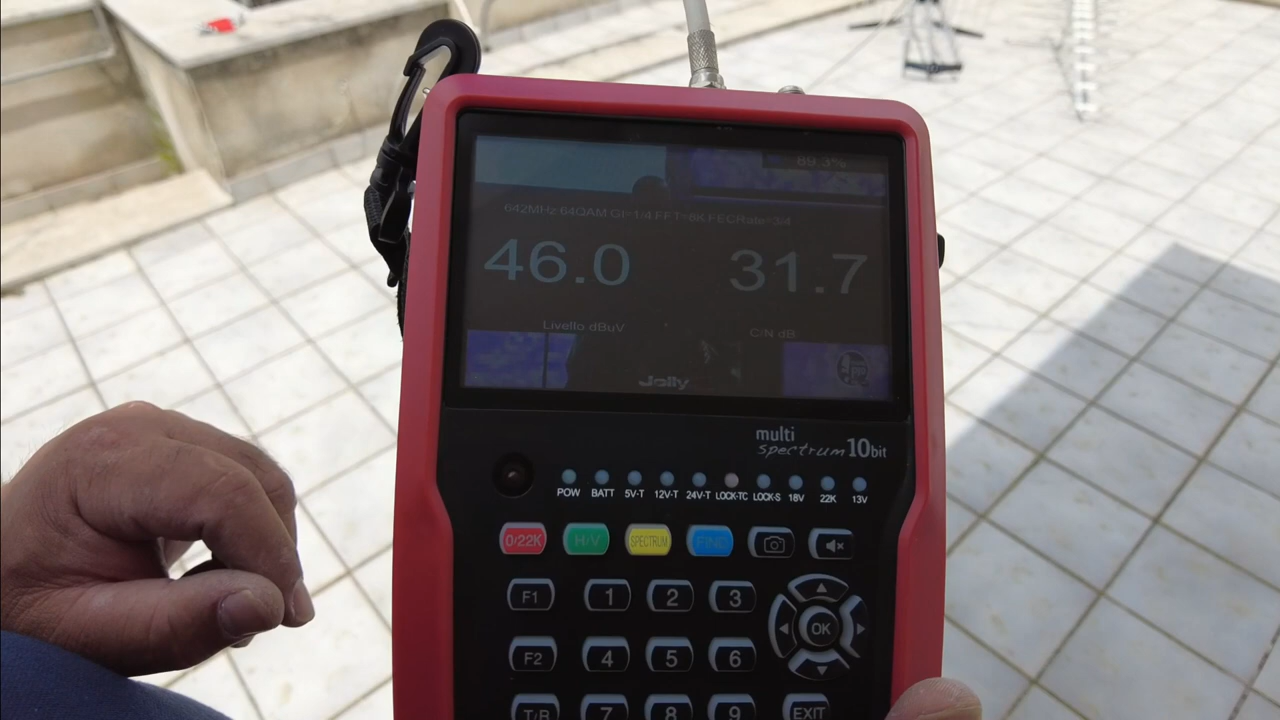 89.3%
642MHz 64QAM GI=1/4 FFT=8K FECRate=3/4
46.0 31.7
Livello dBuV C/N dB
Jolly
multi
spectrum 10bit
POW BATT 5V-T 12V-T 24V-T LOCK-TC LOCK-S 18V 22K 13V
0/22K H/V SPECTRUM FINE
F1 1 2 3
OK
F2 4 5 6
T/R 7 8 9 EXIT